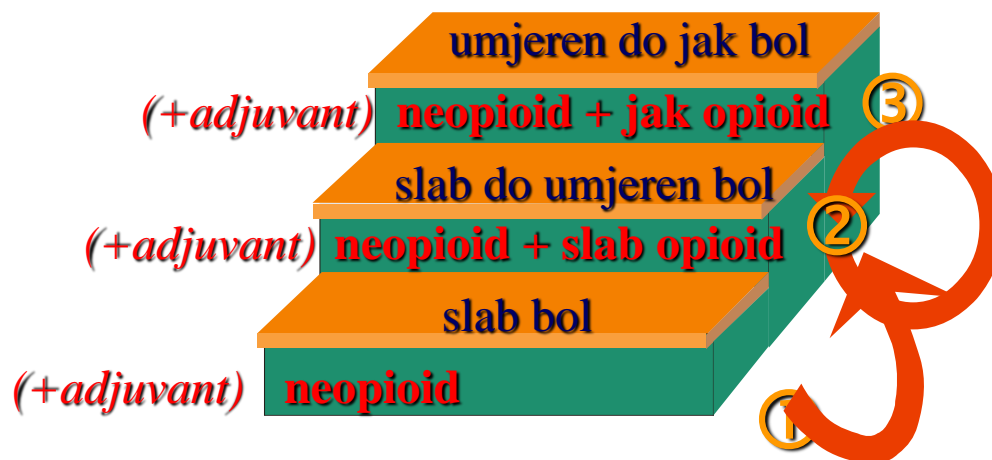 umjeren do jak bol
(+adjuvant) neopioid + jak opioid ③
slab do umjeren bol
(+adjuvant) neopioid + slab opioid ②
slab bol
(+adjuvant) neopioid
①